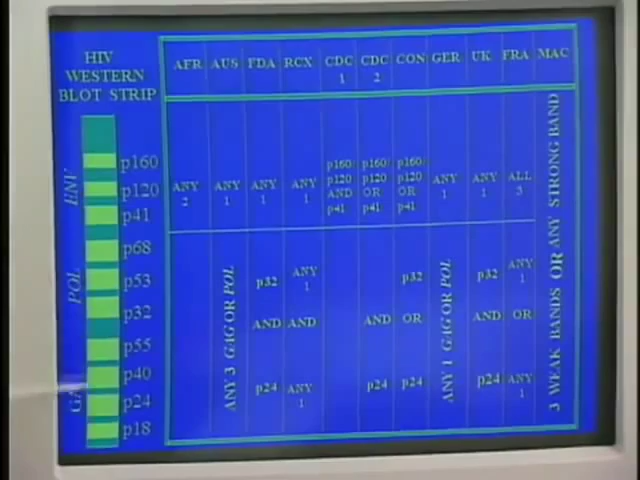 HIV
WESTERN
BLOT STRIP
ENV
POL
p160
p120
p41
p68
p53
p32
p55
p40
p24
p18
AFR AUS FDA RCX CDC 1 CDC 2 CON GER UK FRA MAC
ANY 2
ANY 1
ANY 1
ANY 1
p160/
p120
AND
p41
p160/
p120
OR
p41
p160/
p120
OR
p41
ANY 1
ANY 1
ALL 3
ANY 3 GAG OR POL
p32
AND
p24
ANY 1
AND
ANY 1
AND
p24
p32
OR
p24
ANY 1 GAG OR POL
p32
AND
p24
ANY 1
OR
ANY 1
3 WEAK BANDS OR ANY STRONG BAND